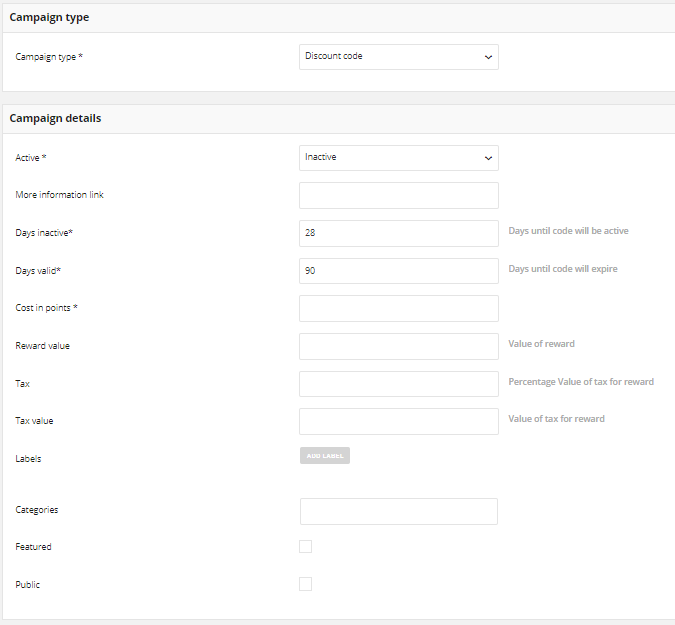 Campaign type
Campaign type * Discount code
Campaign details
Active * Inactive
More information link
Days inactive* 28 Days until code will be active
Days valid* 90 Days until code will expire
Cost in points *
Reward value Value of reward
Tax Percentage Value of tax for reward
Tax value Value of tax for reward
Labels ADD LABEL
Categories
Featured
Public